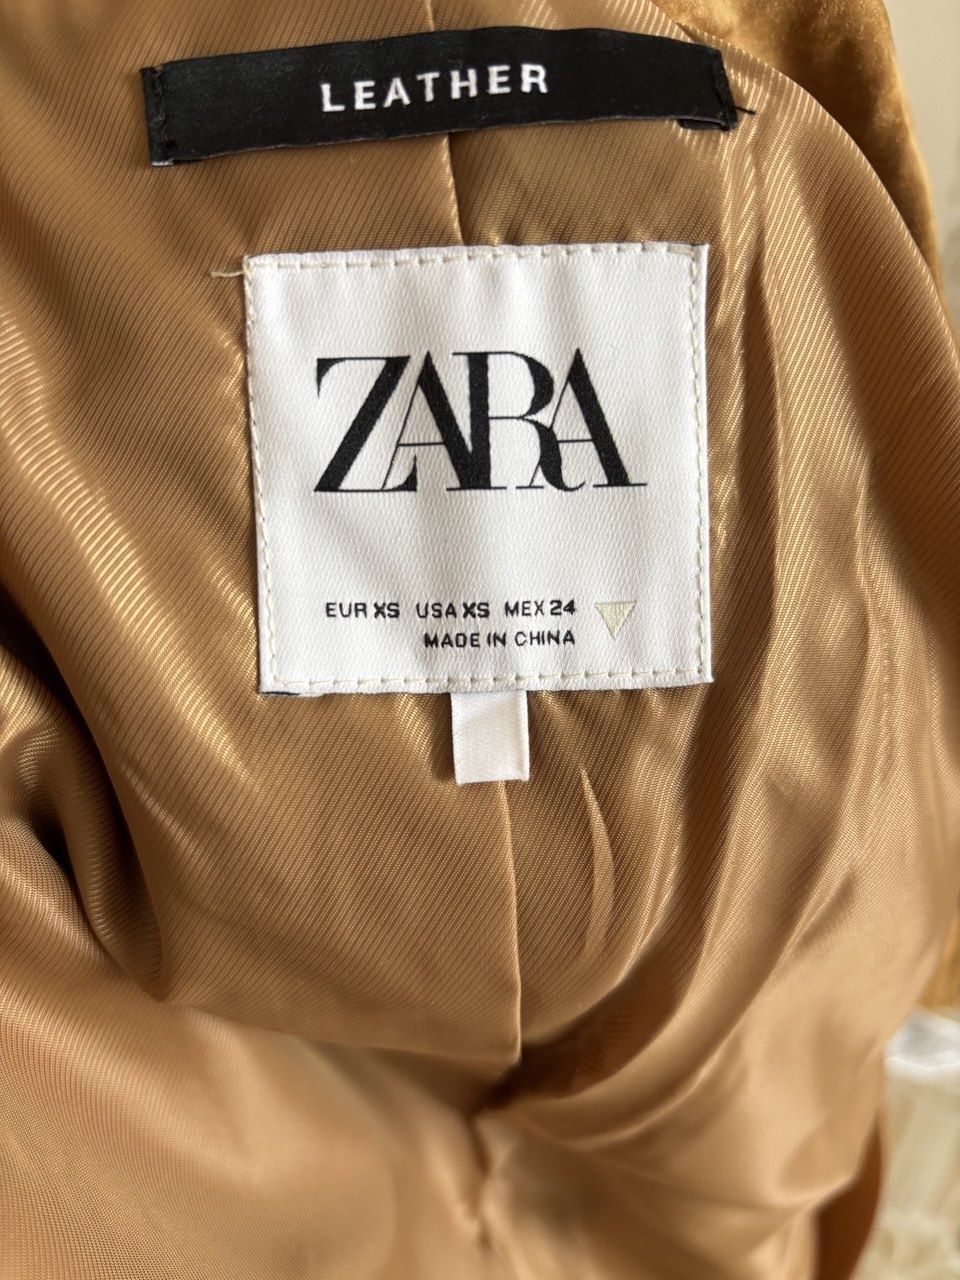 LEATHER
ZARA
EUR XS USA XS MEX 24
MADE IN CHINA